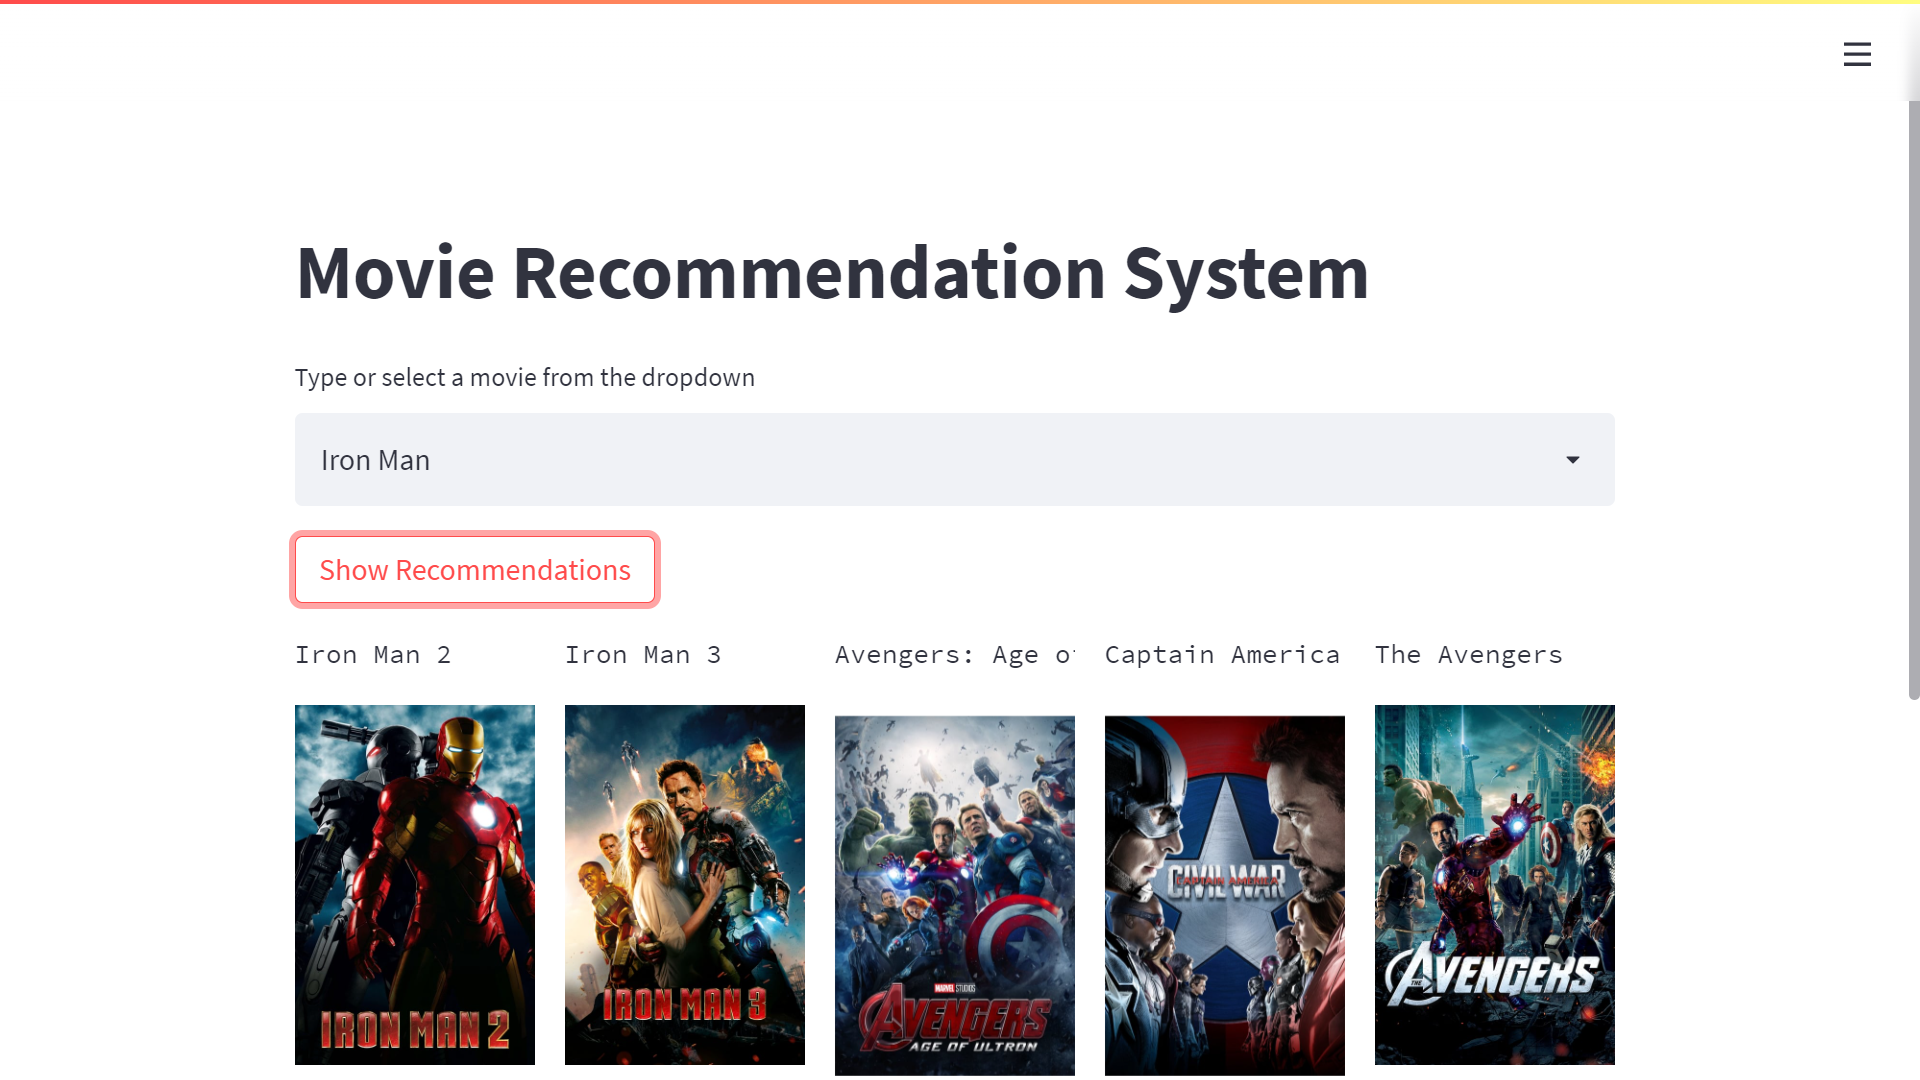 Movie Recommendation System
Type or select a movie from the dropdown
Iron Man
Show Recommendations
Iron Man 2
Iron Man 3
Avengers: Age of
Captain America
The Avengers
IRON MAN 2
IRON MAN 3
MARVEL STUDIOS
AVENGERS
AGE OF ULTRON
CAPTAIN AMERICA
CIVIL WAR
THE
AVENGERS